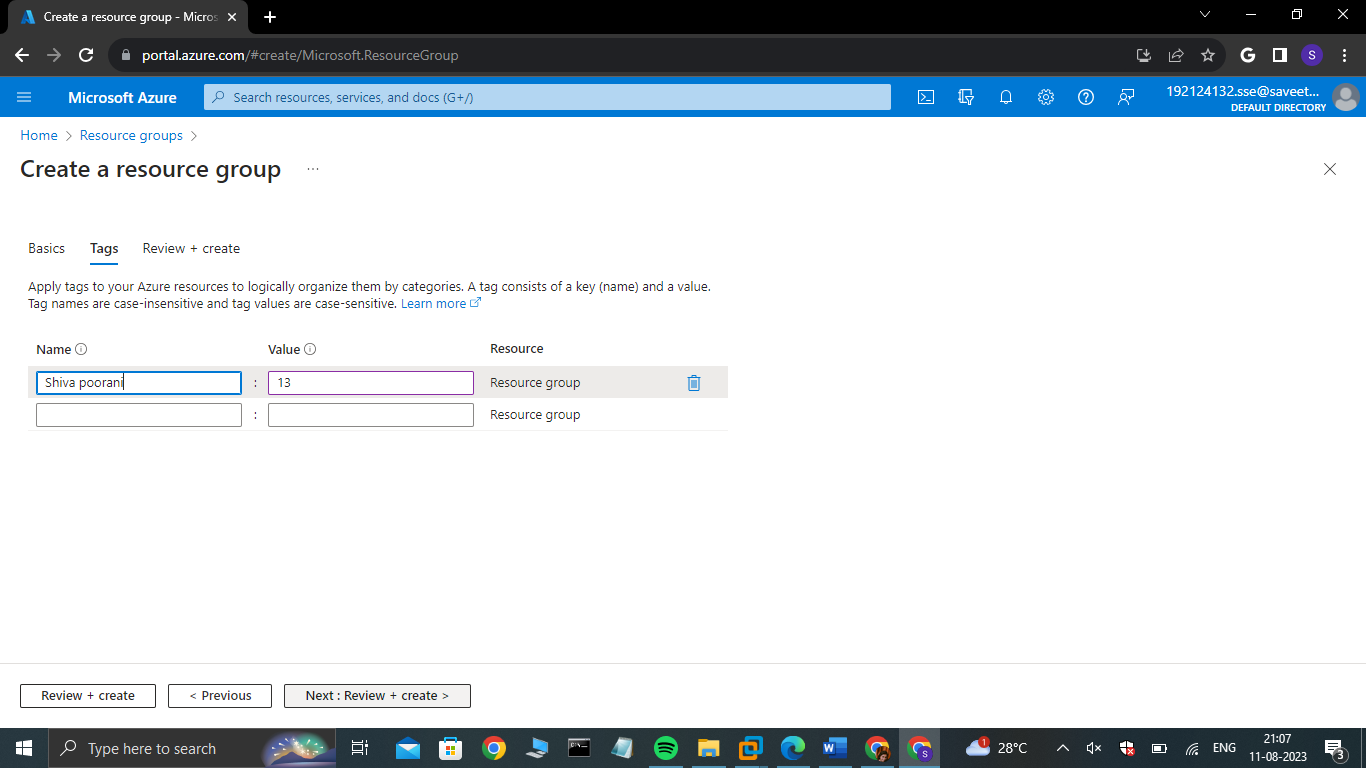 Create a resource group - Micros
portal.azure.com/#create/Microsoft.ResourceGroup
G
S
Microsoft Azure
Search resources, services, and docs (G+/)
192124132.sse@saveet...
DEFAULT DIRECTORY
Home > Resource groups >
Create a resource group ...
Basics Tags Review + create
Apply tags to your Azure resources to logically organize them by categories. A tag consists of a key (name) and a value.
Tag names are case-insensitive and tag values are case-sensitive. Learn more
Name Value Resource
Shiva poorani : 13 Resource group
: Resource group
Review + create < Previous Next : Review + create >
Type here to search
W
S
1
28°C
ENG
21:07
11-08-2023
3